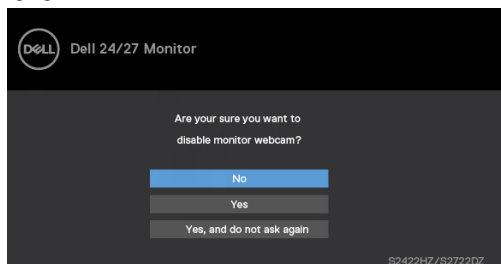 DELL
Dell 24/27 Monitor
Are your sure you want to
disable monitor webcam?
No
Yes
Yes, and do not ask again
S2422HZ/S2722DZ